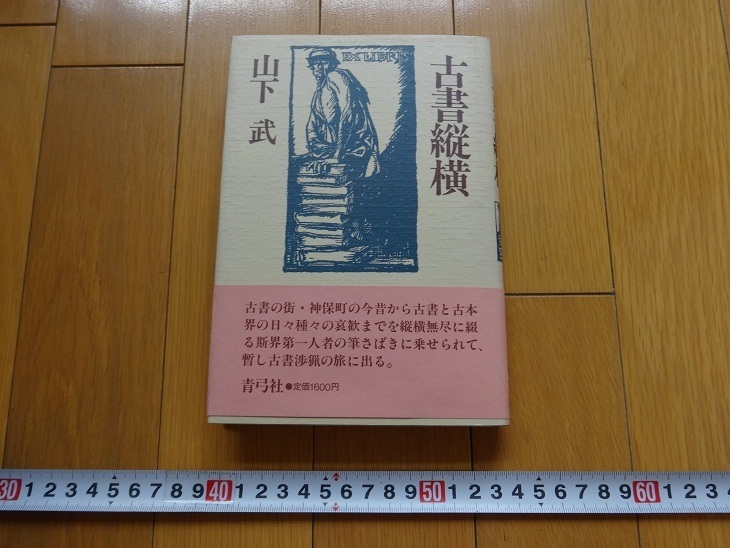 古書縦横
山下 武
EX LIBRIS
古書の街・神保町の今昔から古書と古本
界の日々種々の哀歓までを縦横無尽に綴
る斯界第一人者の筆さばきに乗せられて、
暫し古書渉猟の旅に出る。
青弓社●定価1600円
30 1 2 3 4 5 6 7 8 9 40 1 2 3 4 5 6 7 8 9 50 1 2 3 4 5 6 7 8 9 60 1 2 3